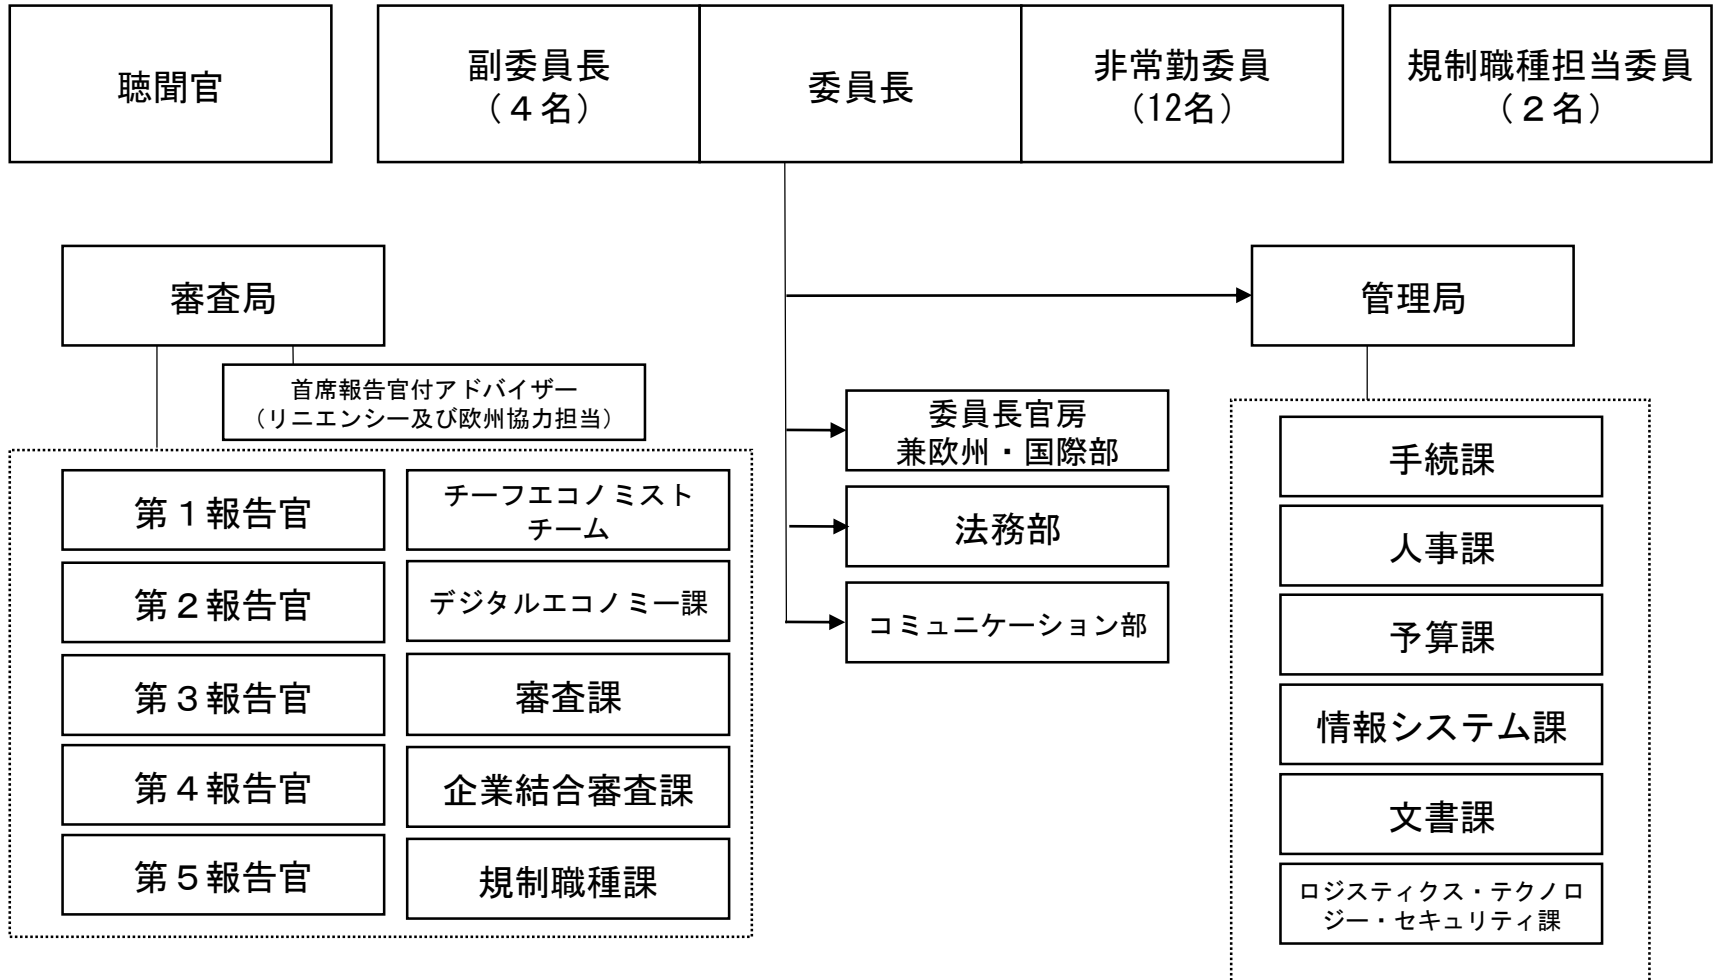 聴聞官
副委員長
（４名）
委員長
非常勤委員
（12名）
規制職種担当委員
（２名）
審査局
管理局
首席報告官付アドバイザー
（リニエンシー及び欧州協力担当）
委員長官房
兼欧州・国際部
法務部
コミュニケーション部
第１報告官
チーフエコノミスト
チーム
第２報告官
デジタルエコノミー課
第３報告官
審査課
第４報告官
企業結合審査課
第５報告官
規制職種課
手続課
人事課
予算課
情報システム課
文書課
ロジスティクス・テクノロ
ジー・セキュリティ課